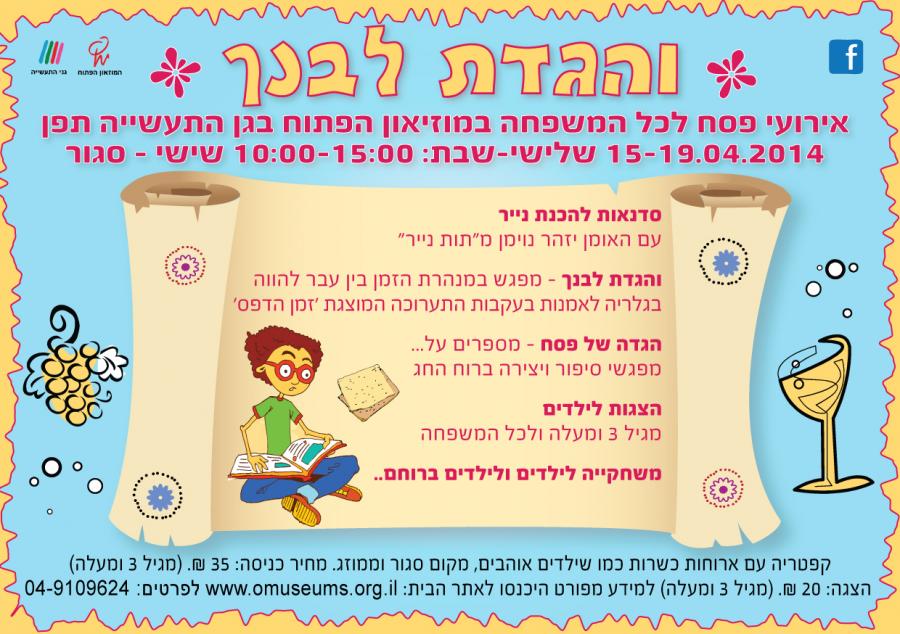 והגדת לבנך
f
המוזאון הפתוח
גני התעשייה
אירועי פסח לכל המשפחה במוזיאון הפתוח בגן התעשייה תפן
15-19.04.2014 שלישי-שבת: 10:00-15:00 שישי - סגור
סדנאות להכנת נייר
עם האומן יזהר נוימן מ"תות נייר"
והגדת לבנך - מפגש במנהרת הזמן בין עבר להווה
בגלריה לאמנות בעקבות התערוכה המוצגת 'זמן הדפס'
הגדה של פסח - מספרים על...
מפגשי סיפור ויצירה ברוח החג
הצגות לילדים
מגיל 3 ומעלה ולכל המשפחה
משחקייה לילדים ולילדים ברוחם..
קפטריה עם ארוחות כשרות כמו שילדים אוהבים, מקום סגור וממוזג. מחיר כניסה: 35 ₪. (מגיל 3 ומעלה)
הצגה: 20 ₪. (מגיל 3 ומעלה) למידע מפורט היכנסו לאתר הבית: www.omuseums.org.il לפרטים: 04-9109624